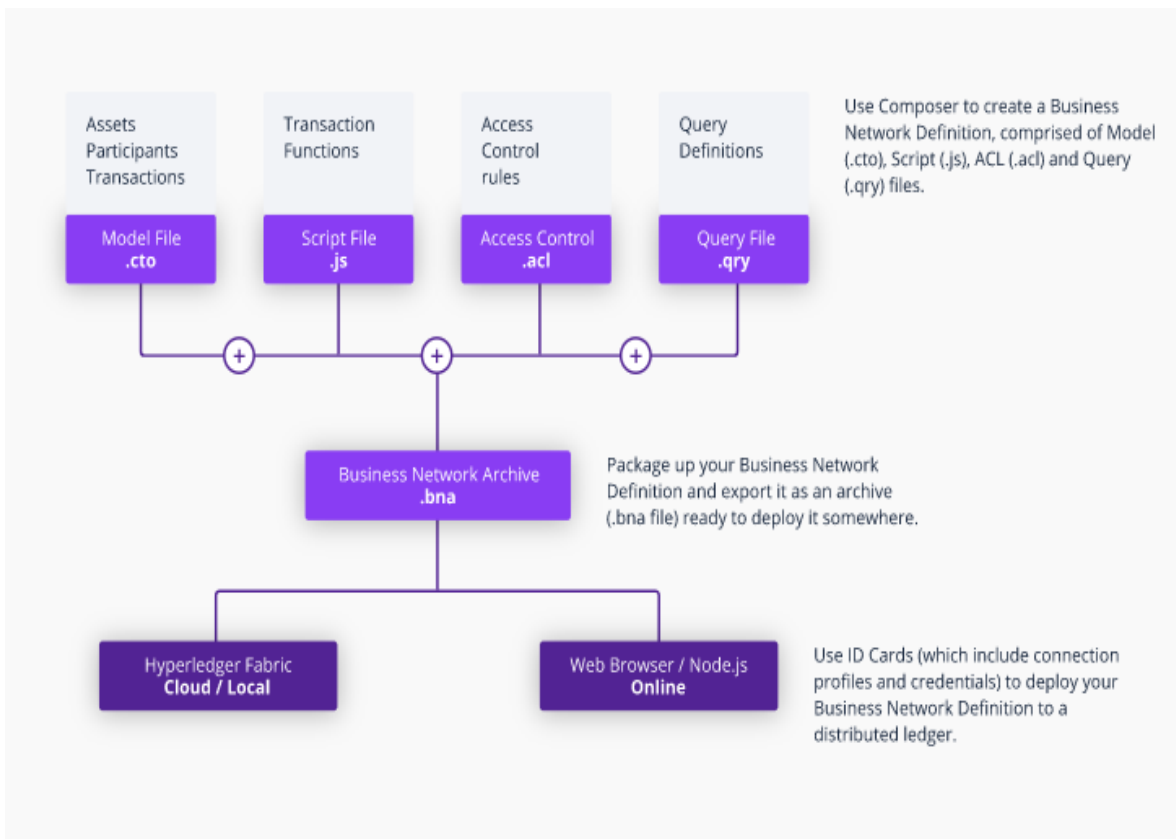 Assets
Participants
Transactions
Model File
.cto
Transaction
Functions
Script File
.js
Access
Control
rules
Access Control
.acl
Query
Definitions
Query File
.qry
Use Composer to create a Business
Network Definition, comprised of Model
(.cto), Script (.js), ACL (.acl) and Query
(.qry) files.
+
+
+
Business Network Archive
.bna
Package up your Business Network
Definition and export it as an archive
(.bna file) ready to deploy it somewhere.
Hyperledger Fabric
Cloud / Local
Web Browser / Node.js
Online
Use ID Cards (which include connection
profiles and credentials) to deploy your
Business Network Definition to a
distributed ledger.